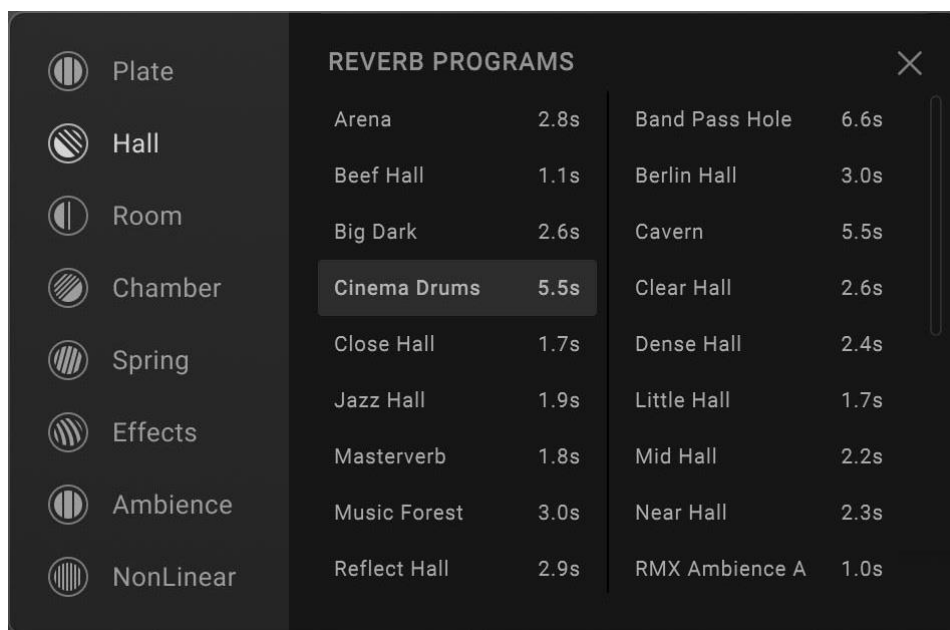 Plate
Hall
Room
Chamber
Spring
Effects
Ambience
NonLinear
REVERB PROGRAMS
Arena 2.8s
Beef Hall 1.1s
Big Dark 2.6s
Cinema Drums 5.5s
Close Hall 1.7s
Jazz Hall 1.9s
Masterverb 1.8s
Music Forest 3.0s
Reflect Hall 2.9s
Band Pass Hole 6.6s
Berlin Hall 3.0s
Cavern 5.5s
Clear Hall 2.6s
Dense Hall 2.4s
Little Hall 1.7s
Mid Hall 2.2s
Near Hall 2.3s
RMX Ambience A 1.0s